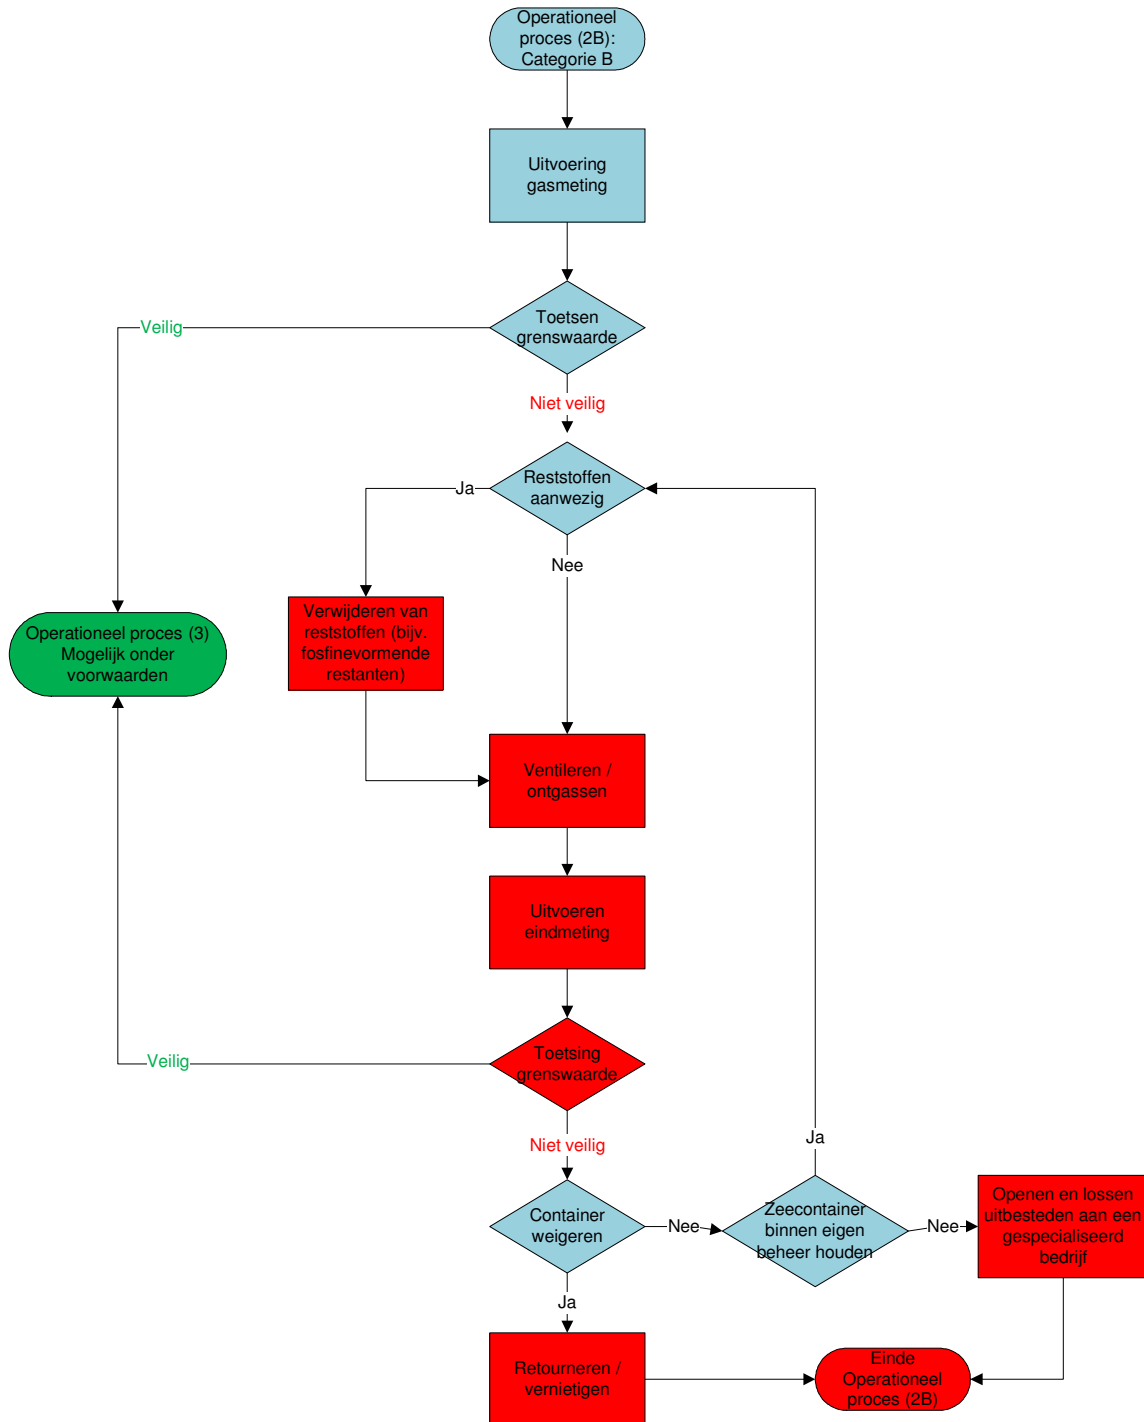 Operationeel
proces (2B):
Categorie B
Uitvoering
gasmeting
Toetsen
grenswaarde
Veilig
Niet veilig
Reststoffen
aanwezig
Ja
Nee
Verwijderen van
reststoffen (bijv.
fosfinevormende
restanten)
Operationeel proces (3)
Mogelijk onder
voorwaarden
Ventileren /
ontgassen
Uitvoeren
eindmeting
Toetsing
grenswaarde
Veilig
Niet veilig
Ja
Container
weigeren
Nee
Zeecontainer
binnen eigen
beheer houden
Nee
Openen en lossen
uitbesteden aan een
gespecialiseerd
bedrijf
Ja
Retourneren /
vernietigen
Einde
Operationeel
proces (2B)